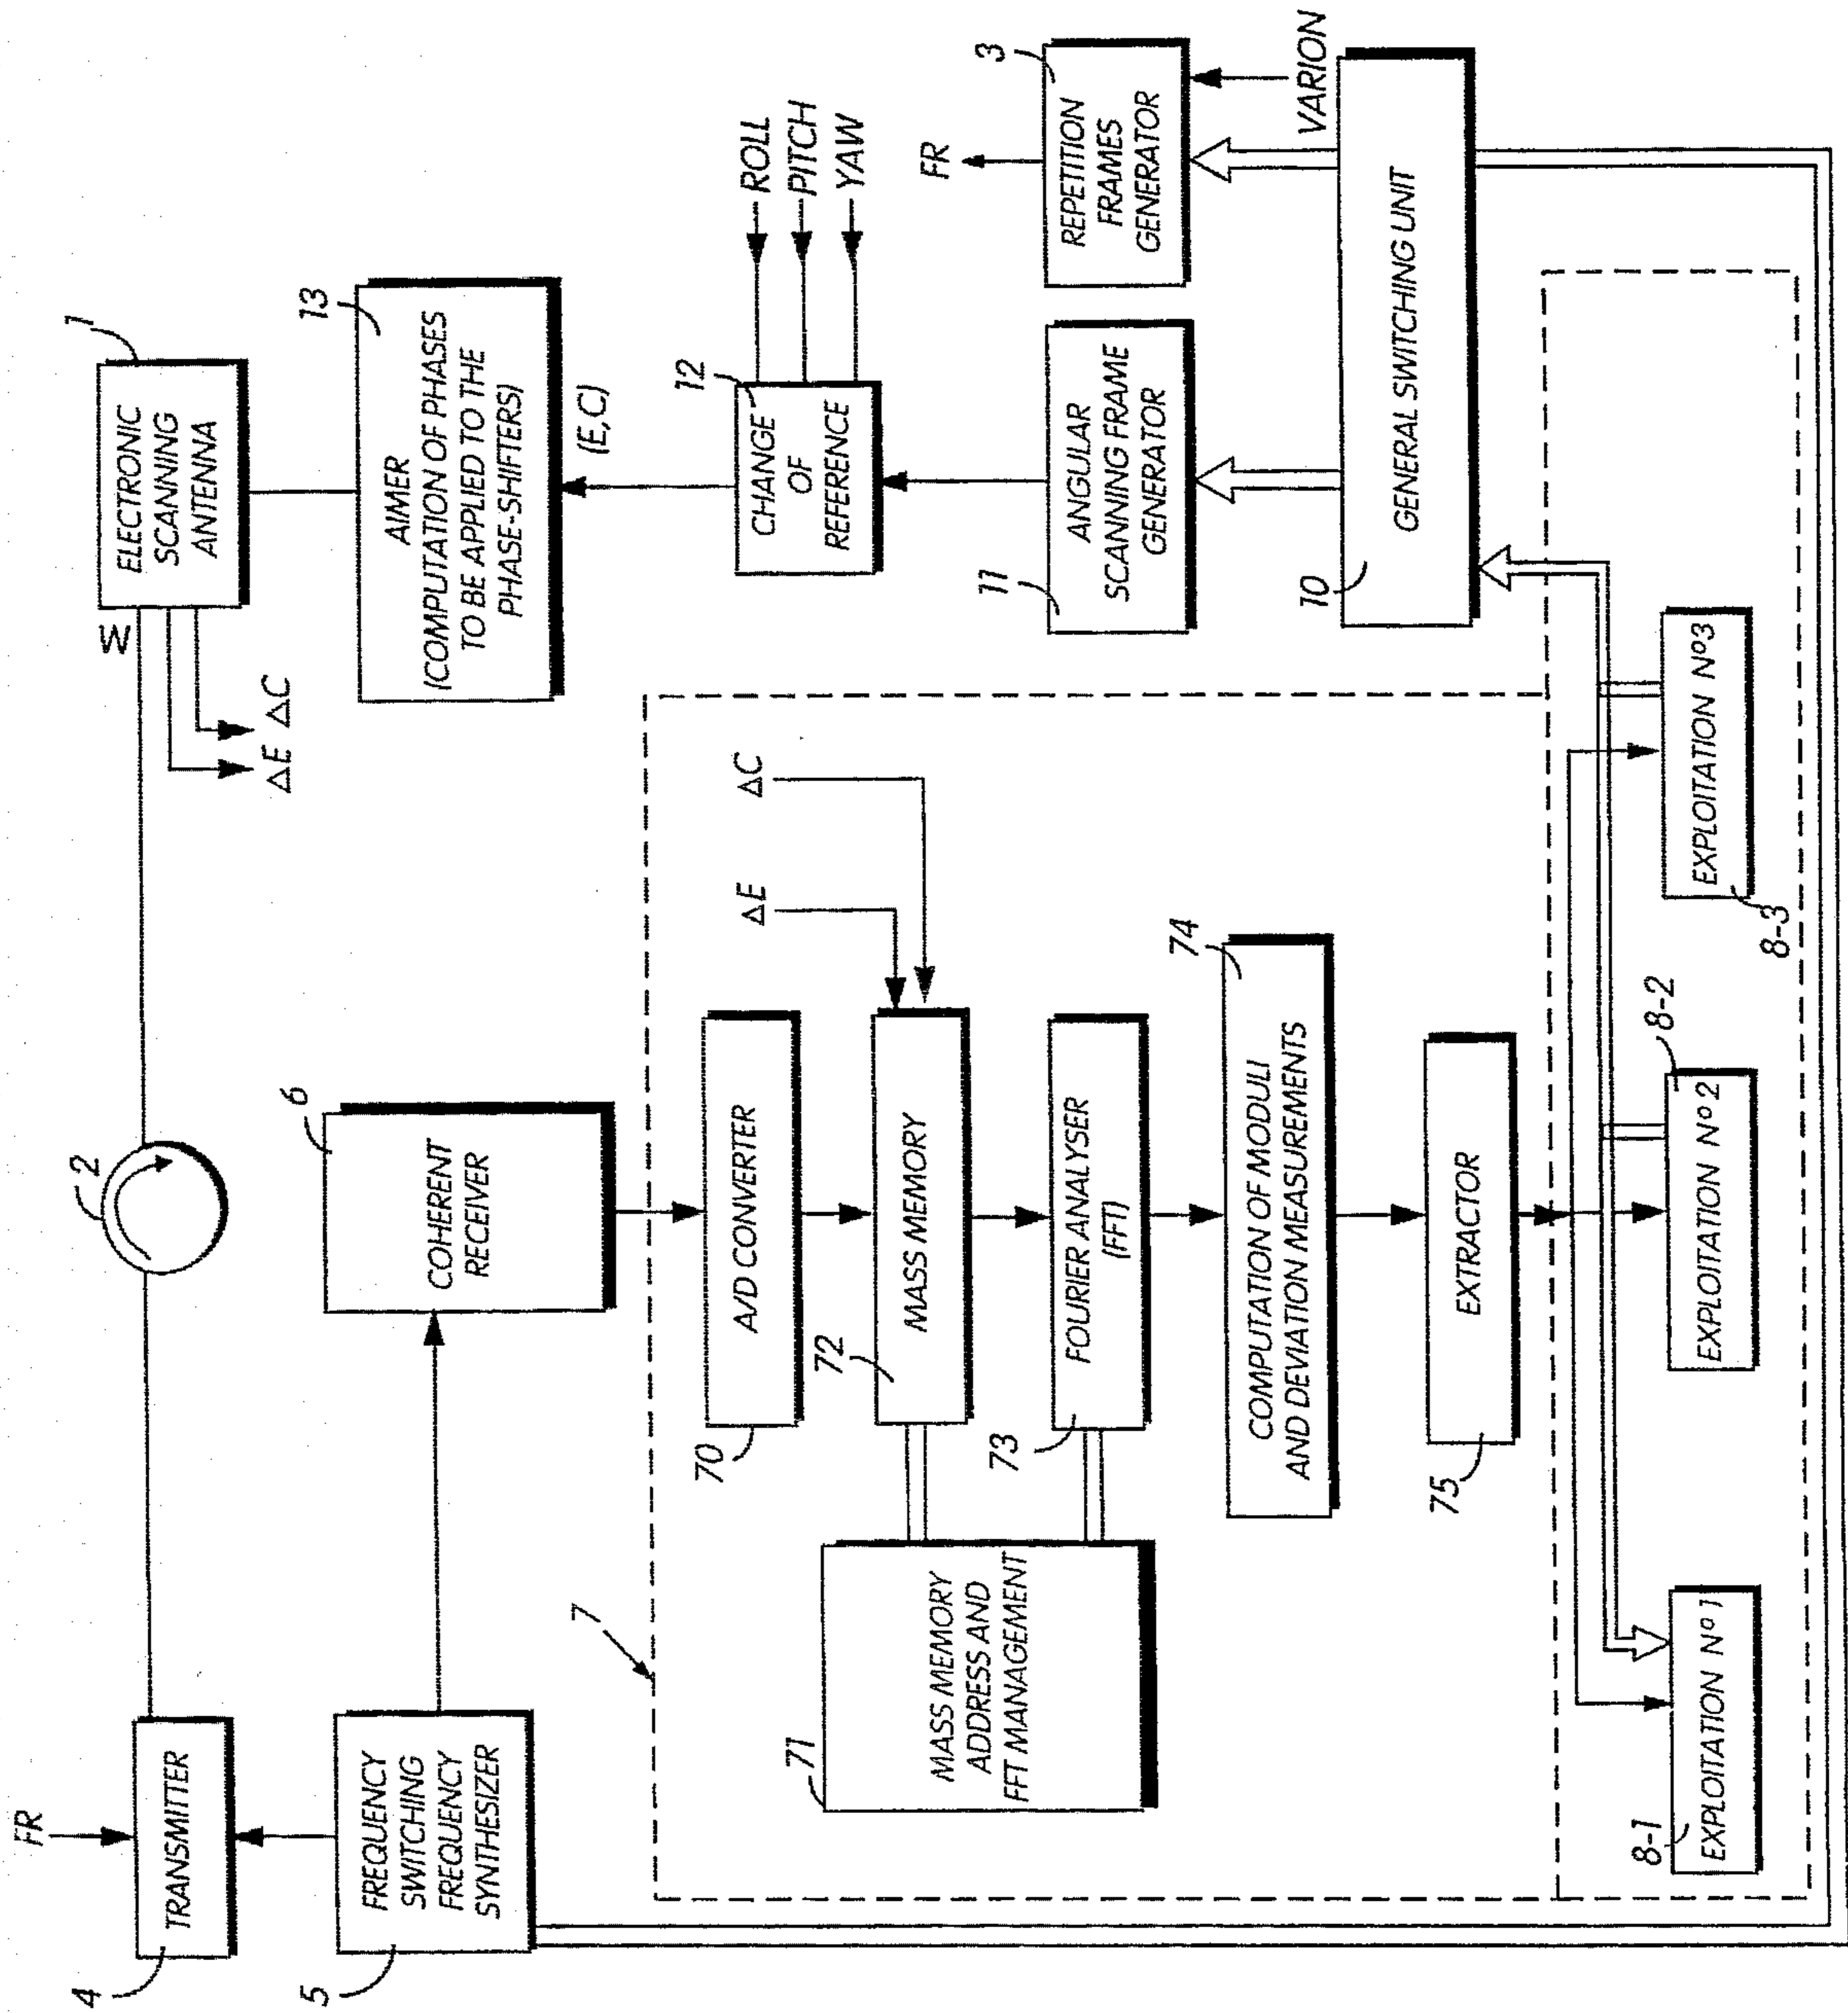 FR
4
TRANSMITTER
2
Σ
1
ELECTRONIC
SCANNING
ANTENNA
ΔE ΔC
5
FREQUENCY
SWITCHING
FREQUENCY
SYNTHESIZER
6
COHERENT
RECEIVER
13
AIMER
(COMPUTATION OF PHASES
TO BE APPLIED TO THE
PHASE-SHIFTERS)
(E,C)
7
70
A/D CONVERTER
ΔE
ΔC
12
CHANGE
OF
REFERENCE
ROLL
PITCH
YAW
71
MASS MEMORY
ADDRESS AND
FFT MANAGEMENT
72
MASS MEMORY
73
FOURIER ANALYSER
(FFT)
FR
11
ANGULAR
SCANNING FRAME
GENERATOR
3
REPETITION
FRAMES
GENERATOR
VARION
74
COMPUTATION OF MODULI
AND DEVIATION MEASUREMENTS
10
GENERAL SWITCHING UNIT
75
EXTRACTOR
8-1
EXPLOITATION Nº1
8-2
EXPLOITATION Nº2
8-3
EXPLOITATION Nº3